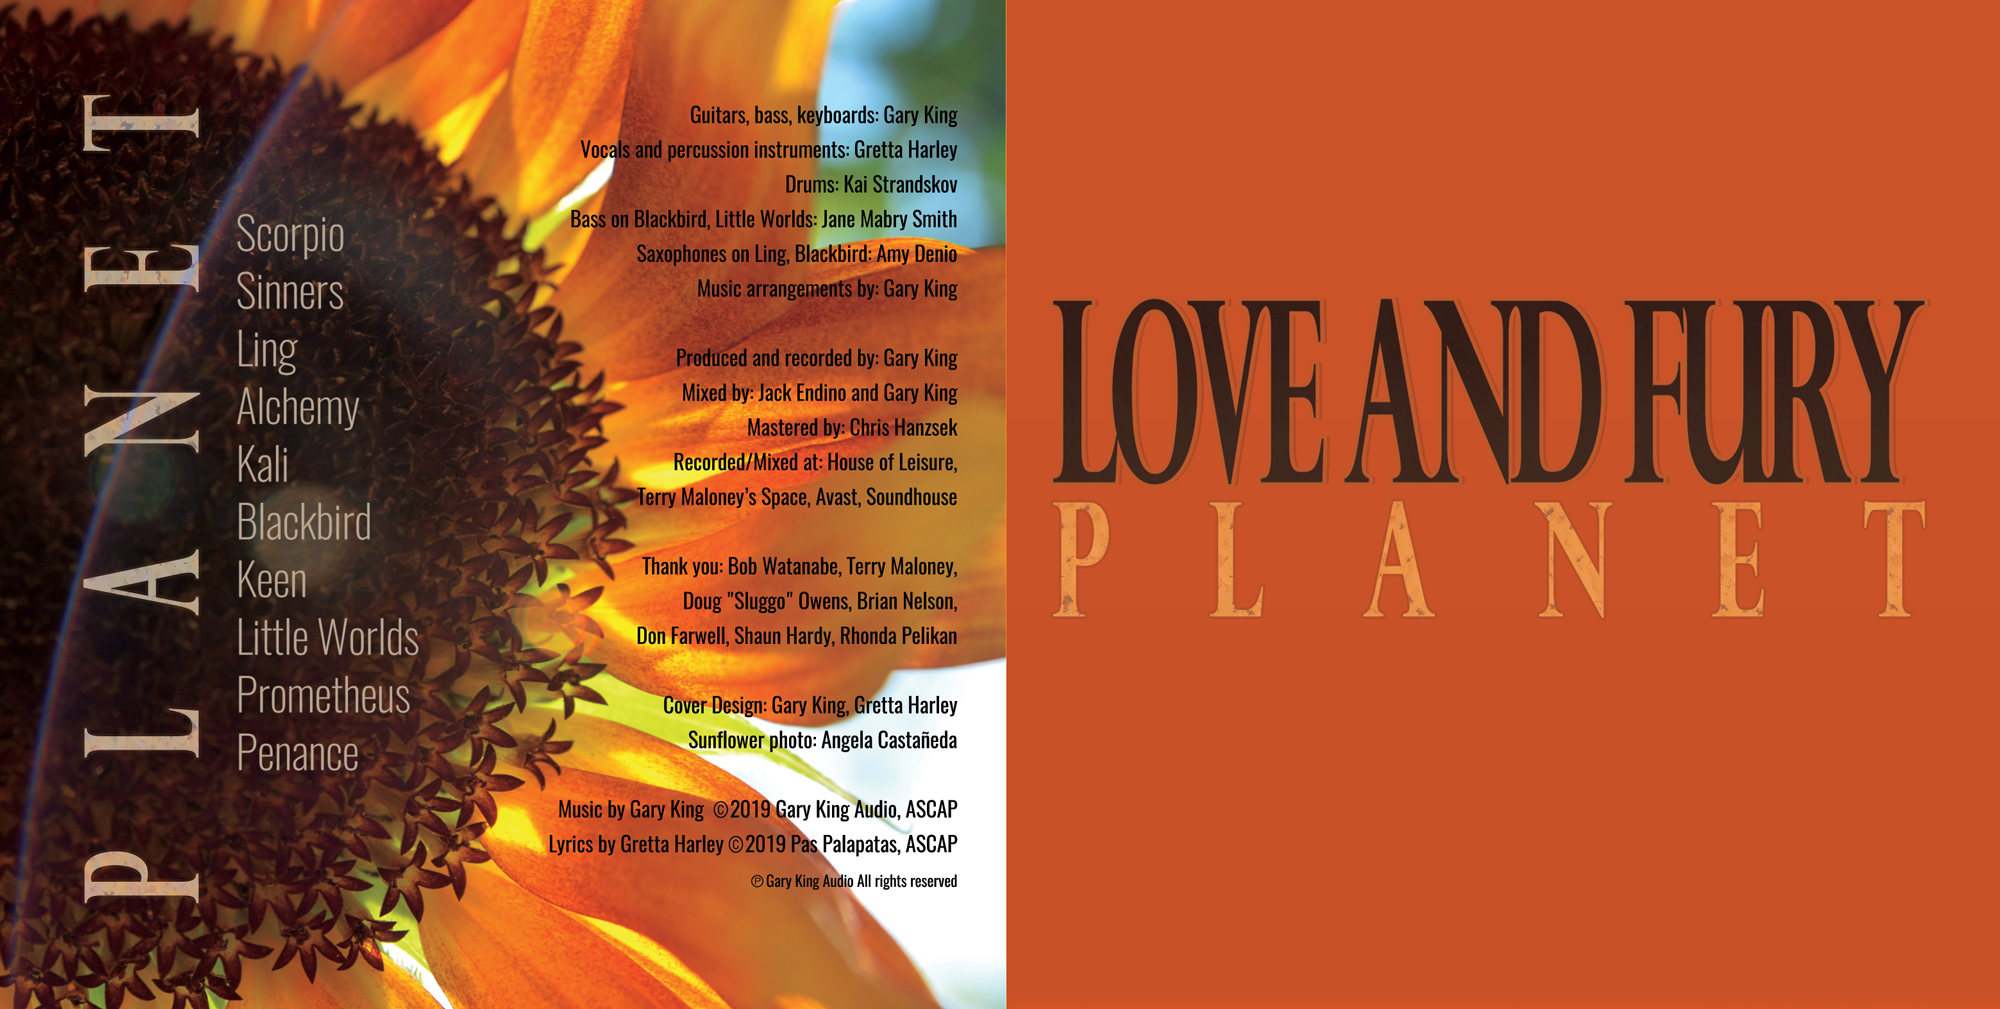 PLANET
Scorpio
Sinners
Ling
Alchemy
Kali
Blackbird
Keen
Little Worlds
Prometheus
Penance
Guitars, bass, keyboards: Gary King
Vocals and percussion instruments: Gretta Harley
Drums: Kai Strandskov
Bass on Blackbird, Little Worlds: Jane Mabry Smith
Saxophones on Ling, Blackbird: Amy Denio
Music arrangements by: Gary King
Produced and recorded by: Gary King
Mixed by: Jack Endino and Gary King
Mastered by: Chris Hanzsek
Recorded/Mixed at: House of Leisure,
Terry Maloney’s Space, Avast, Soundhouse
Thank you: Bob Watanabe, Terry Maloney,
Doug "Sluggo" Owens, Brian Nelson,
Don Farwell, Shaun Hardy, Rhonda Pelikan
Cover Design: Gary King, Gretta Harley
Sunflower photo: Angela Castañeda
Music by Gary King ©2019 Gary King Audio, ASCAP
Lyrics by Gretta Harley ©2019 Pas Palapatas, ASCAP
℗ Gary King Audio All rights reserved
LOVE AND FURY
PLANET